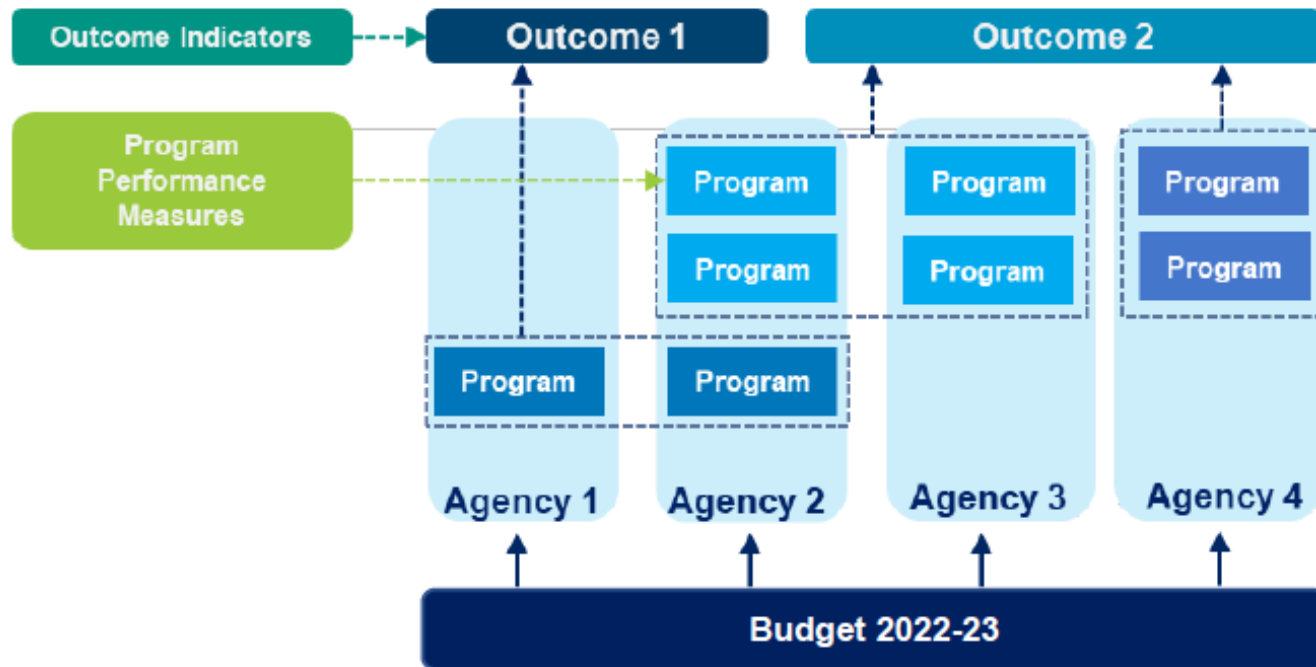 Outcome Indicators
Outcome 1
Outcome 2
Program
Performance
Measures
Program
Program
Program
Program
Program
Program
Program
Program
Agency 1
Agency 2
Agency 3
Agency 4
Budget 2022-23